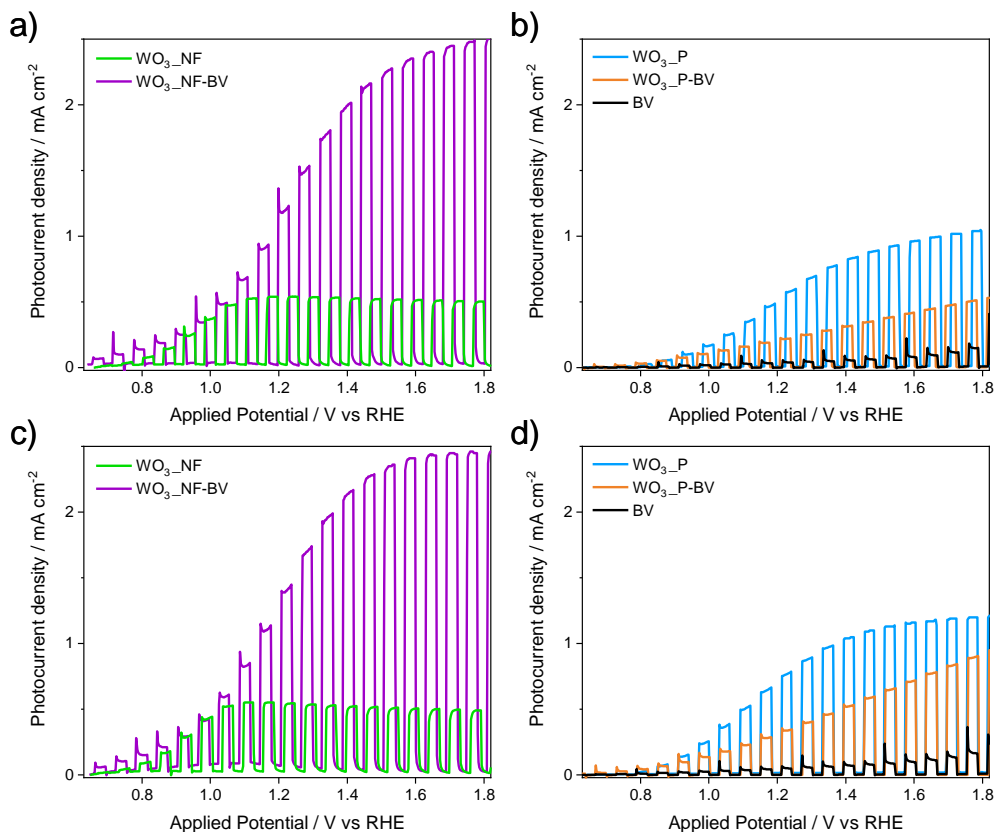 a)
WO₃_NF
WO₃_NF-BV
Photocurrent density / mA cm⁻²
2
1
0
0.8 1.0 1.2 1.4 1.6 1.8
Applied Potential / V vs RHE
b)
WO₃_P
WO₃_P-BV
BV
Photocurrent density / mA cm⁻²
2
1
0
0.8 1.0 1.2 1.4 1.6 1.8
Applied Potential / V vs RHE
c)
WO₃_NF
WO₃_NF-BV
Photocurrent density / mA cm⁻²
2
1
0
0.8 1.0 1.2 1.4 1.6 1.8
Applied Potential / V vs RHE
d)
WO₃_P
WO₃_P-BV
BV
Photocurrent density / mA cm⁻²
2
1
0
0.8 1.0 1.2 1.4 1.6 1.8
Applied Potential / V vs RHE